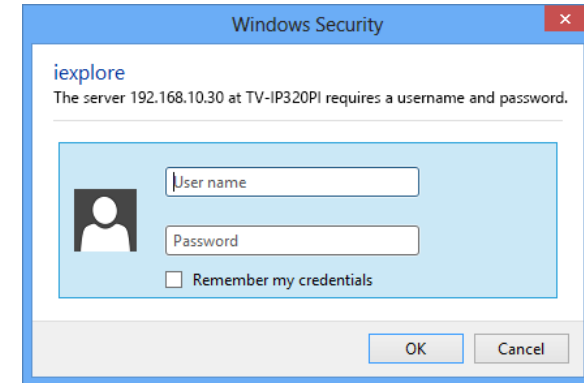 Windows Security
iexplore
The server 192.168.10.30 at TV-IP320PI requires a username and password.
User name
Password
Remember my credentials
OK
Cancel